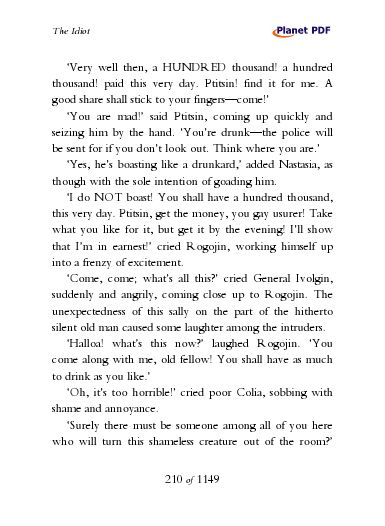 The Idiot
Planet PDF
‘Very well then, a HUNDRED thousand! a hundred
thousand! paid this very day. Ptitsin! find it for me. A
good share shall stick to your fingers—come!’
‘You are mad!’ said Ptitsin, coming up quickly and
seizing him by the hand. ‘You’re drunk—the police will
be sent for if you don’t look out. Think where you are.’
‘Yes, he’s boasting like a drunkard,’ added Nastasia, as
though with the sole intention of goading him.
‘I do NOT boast! You shall have a hundred thousand,
this very day. Ptitsin, get the money, you gay usurer! Take
what you like for it, but get it by the evening! I’ll show
that I’m in earnest!’ cried Rogojin, working himself up
into a frenzy of excitement.
‘Come, come; what’s all this?’ cried General Ivolgin,
suddenly and angrily, coming close up to Rogojin. The
unexpectedness of this sally on the part of the hitherto
silent old man caused some laughter among the intruders.
‘Halloa! what’s this now?’ laughed Rogojin. ‘You
come along with me, old fellow! You shall have as much
to drink as you like.’
‘Oh, it’s too horrible!’ cried poor Colia, sobbing with
shame and annoyance.
‘Surely there must be someone among all of you here
who will turn this shameless creature out of the room?’
210 of 1149